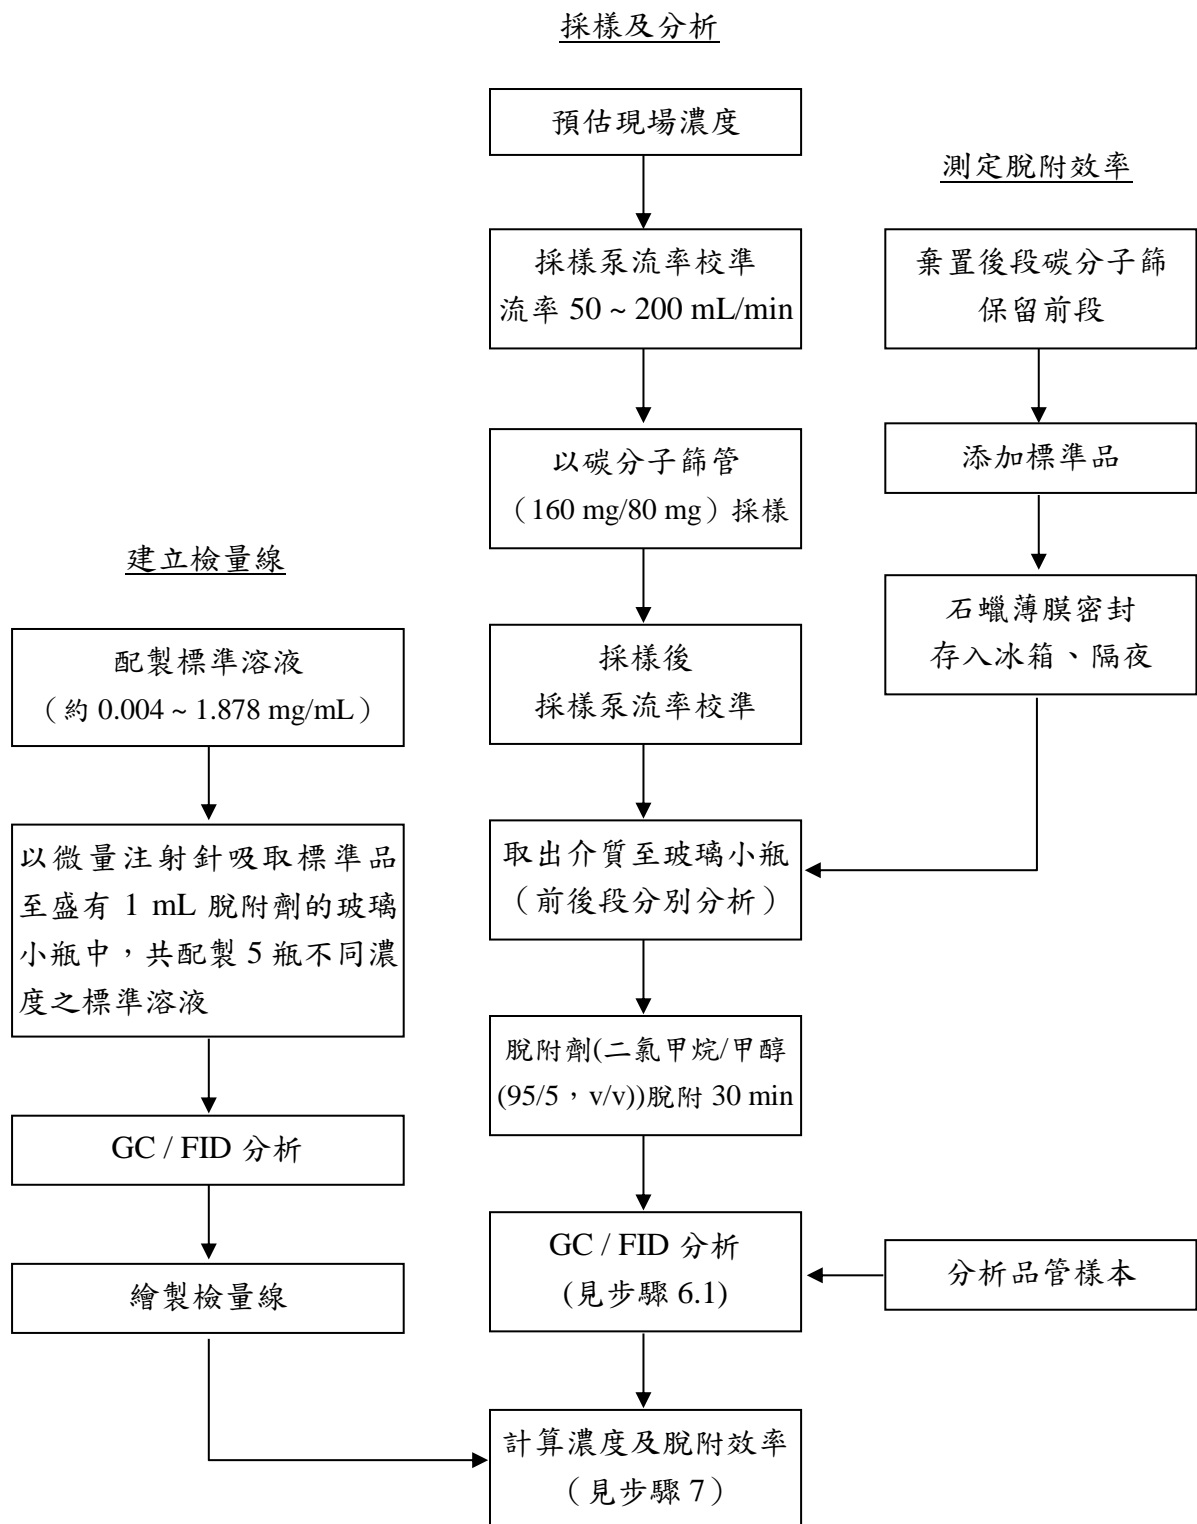 採樣及分析
預估現場濃度
採樣泵流率校準
流率 50 ~ 200 mL/min
以碳分子篩管
（160 mg/80 mg）採樣
採樣後
採樣泵流率校準
取出介質至玻璃小瓶
（前後段分別分析）
脫附劑(二氯甲烷/甲醇
(95/5，v/v))脫附 30 min
GC / FID 分析
(見步驟 6.1)
計算濃度及脫附效率
（見步驟 7）
測定脫附效率
棄置後段碳分子篩
保留前段
添加標準品
石蠟薄膜密封
存入冰箱、隔夜
分析品管樣本
建立檢量線
配製標準溶液
（約 0.004 ~ 1.878 mg/mL）
以微量注射針吸取標準品
至盛有 1 mL 脫附劑的玻璃
小瓶中，共配製 5 瓶不同濃
度之標準溶液
GC / FID 分析
繪製檢量線